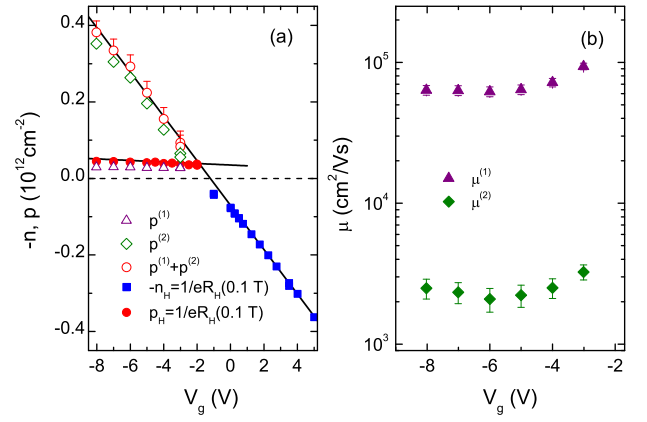 (a)
-n, p (10^12cm^-2)
0.4
0.2
0.0
-0.2
-0.4
p^(1)
p^(2)
p^(1)+p^(2)
-n_H=1/eR_H(0.1 T)
p_H=1/eR_H(0.1 T)
-8 -6 -4 -2 0 2 4
V_g (V)
(b)
μ (cm^2/Vs)
10^5
10^4
10^3
μ^(1)
μ^(2)
-8 -6 -4 -2
V_g (V)